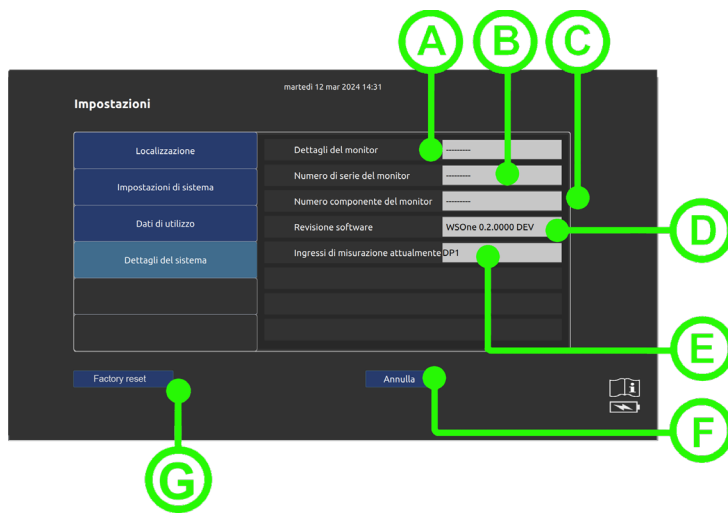 A B C
martedì 12 mar 2024 14:31
Impostazioni
Localizzazione
Impostazioni di sistema
Dati di utilizzo
Dettagli del sistema
Dettagli del monitor ---------
Numero di serie del monitor ---------
Numero componente del monitor ---------
Revisione software WSOne 0.2.0000 DEV
D
Ingressi di misurazione attualmente DP1
E
Factory reset
Annulla
F
G